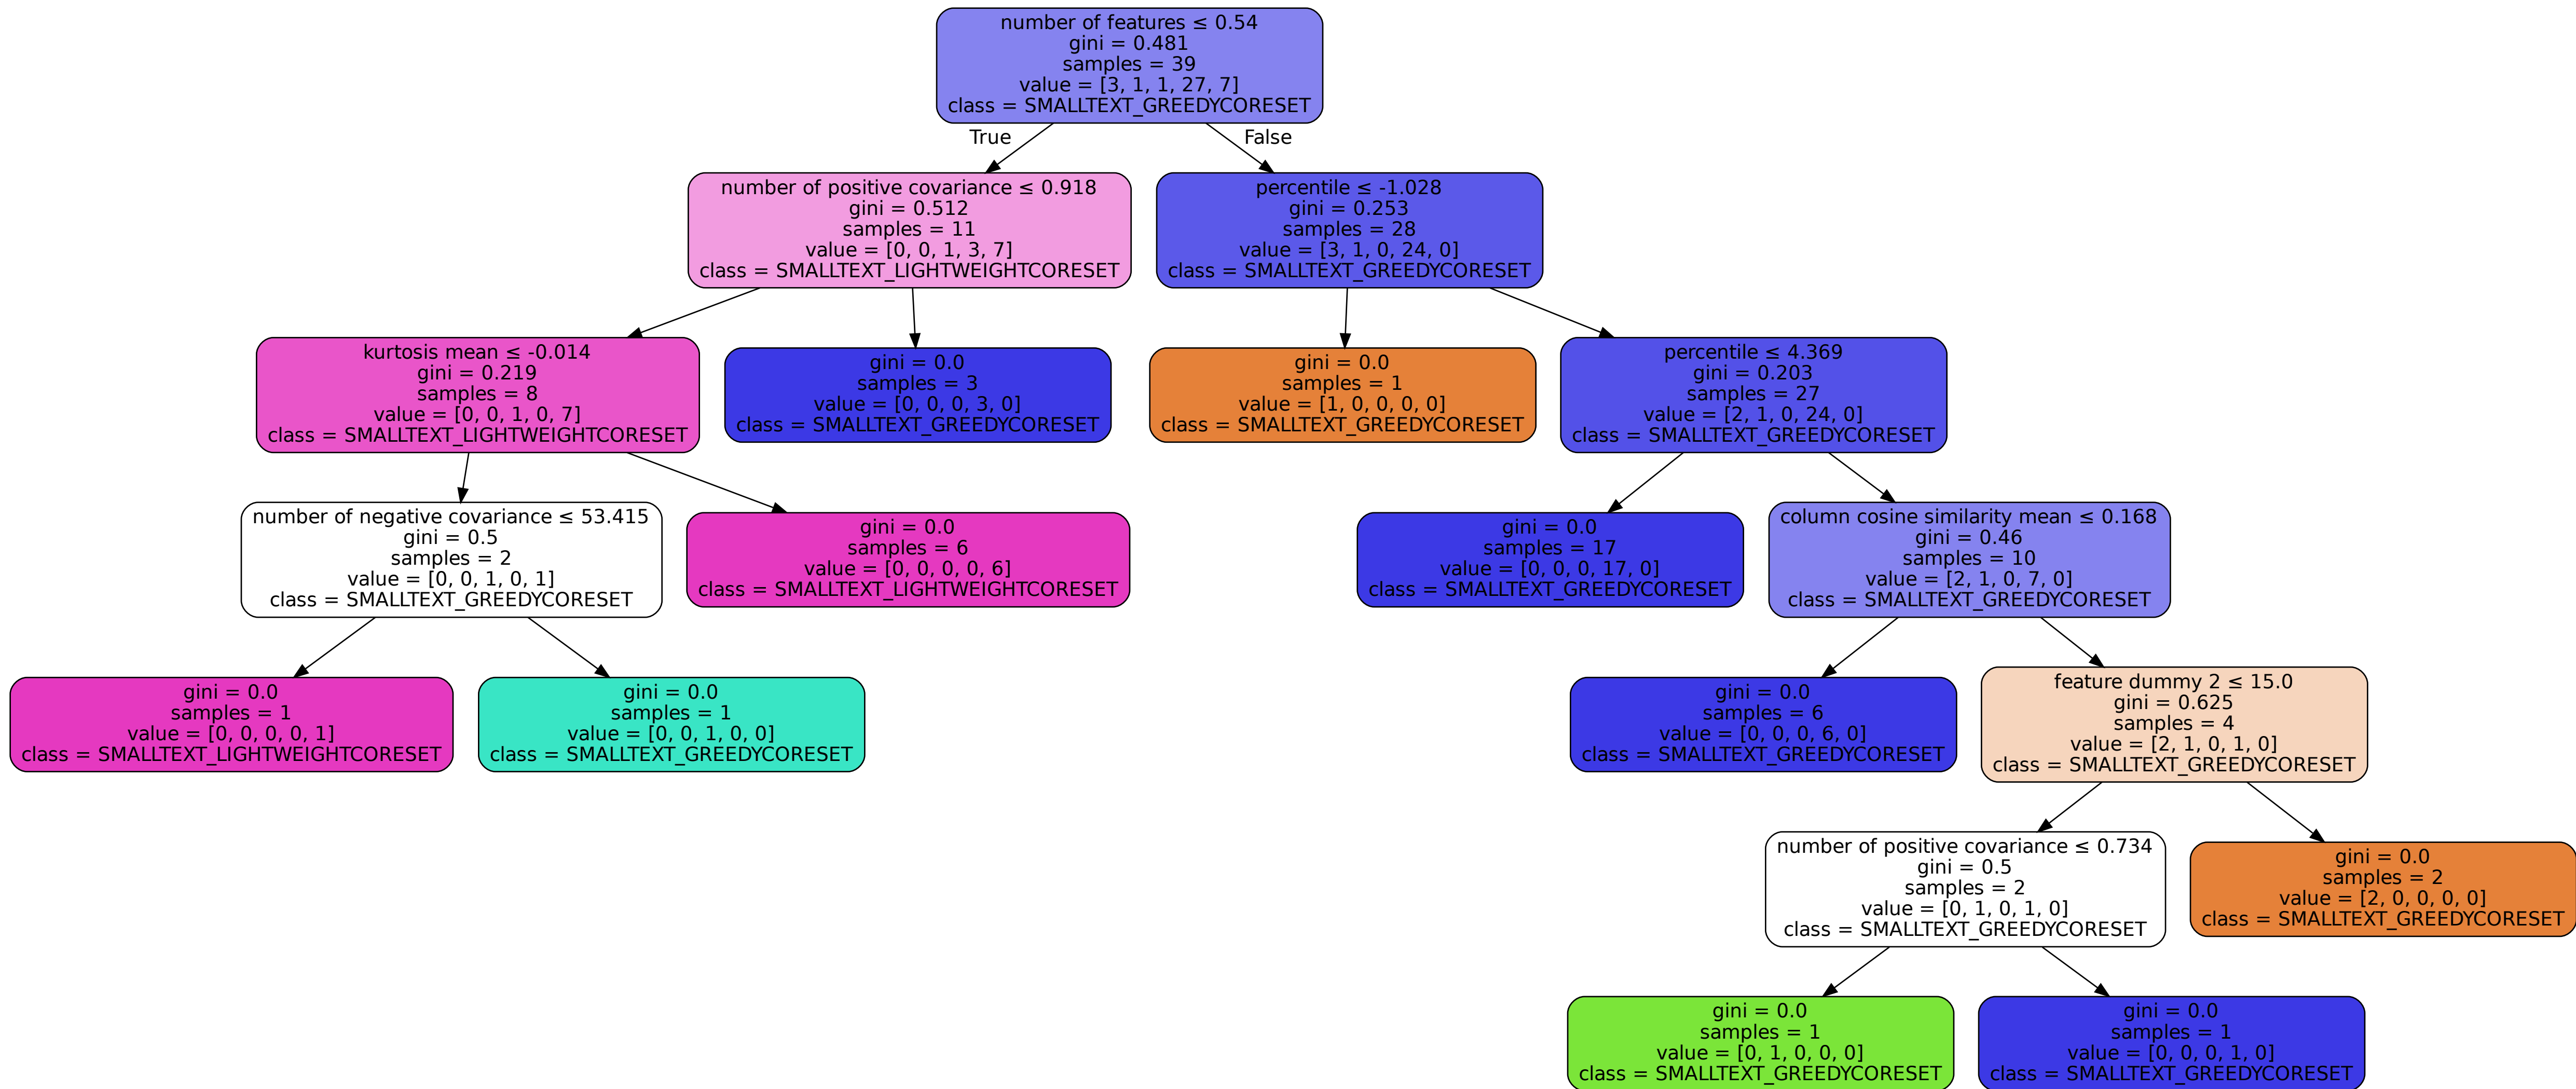 number of features ≤ 0.54
gini = 0.481
samples = 39
value = [3, 1, 1, 27, 7]
class = SMALLTEXT_GREEDYCORESET
True
False
number of positive covariance ≤ 0.918
gini = 0.512
samples = 11
value = [0, 0, 1, 3, 7]
class = SMALLTEXT_LIGHTWEIGHTCORESET
percentile ≤ -1.028
gini = 0.253
samples = 28
value = [3, 1, 0, 24, 0]
class = SMALLTEXT_GREEDYCORESET
kurtosis mean ≤ -0.014
gini = 0.219
samples = 8
value = [0, 0, 1, 0, 7]
class = SMALLTEXT_LIGHTWEIGHTCORESET
gini = 0.0
samples = 3
value = [0, 0, 0, 3, 0]
class = SMALLTEXT_GREEDYCORESET
gini = 0.0
samples = 1
value = [1, 0, 0, 0, 0]
class = SMALLTEXT_GREEDYCORESET
percentile ≤ 4.369
gini = 0.203
samples = 27
value = [2, 1, 0, 24, 0]
class = SMALLTEXT_GREEDYCORESET
number of negative covariance ≤ 53.415
gini = 0.5
samples = 2
value = [0, 0, 1, 0, 1]
class = SMALLTEXT_GREEDYCORESET
gini = 0.0
samples = 6
value = [0, 0, 0, 0, 6]
class = SMALLTEXT_LIGHTWEIGHTCORESET
gini = 0.0
samples = 17
value = [0, 0, 0, 17, 0]
class = SMALLTEXT_GREEDYCORESET
column cosine similarity mean ≤ 0.168
gini = 0.46
samples = 10
value = [2, 1, 0, 7, 0]
class = SMALLTEXT_GREEDYCORESET
gini = 0.0
samples = 1
value = [0, 0, 0, 0, 1]
class = SMALLTEXT_LIGHTWEIGHTCORESET
gini = 0.0
samples = 1
value = [0, 0, 1, 0, 0]
class = SMALLTEXT_GREEDYCORESET
gini = 0.0
samples = 6
value = [0, 0, 0, 6, 0]
class = SMALLTEXT_GREEDYCORESET
feature dummy 2 ≤ 15.0
gini = 0.625
samples = 4
value = [2, 1, 0, 1, 0]
class = SMALLTEXT_GREEDYCORESET
number of positive covariance ≤ 0.734
gini = 0.5
samples = 2
value = [0, 1, 0, 1, 0]
class = SMALLTEXT_GREEDYCORESET
gini = 0.0
samples = 2
value = [2, 0, 0, 0, 0]
class = SMALLTEXT_GREEDYCORESET
gini = 0.0
samples = 1
value = [0, 1, 0, 0, 0]
class = SMALLTEXT_GREEDYCORESET
gini = 0.0
samples = 1
value = [0, 0, 0, 1, 0]
class = SMALLTEXT_GREEDYCORESET